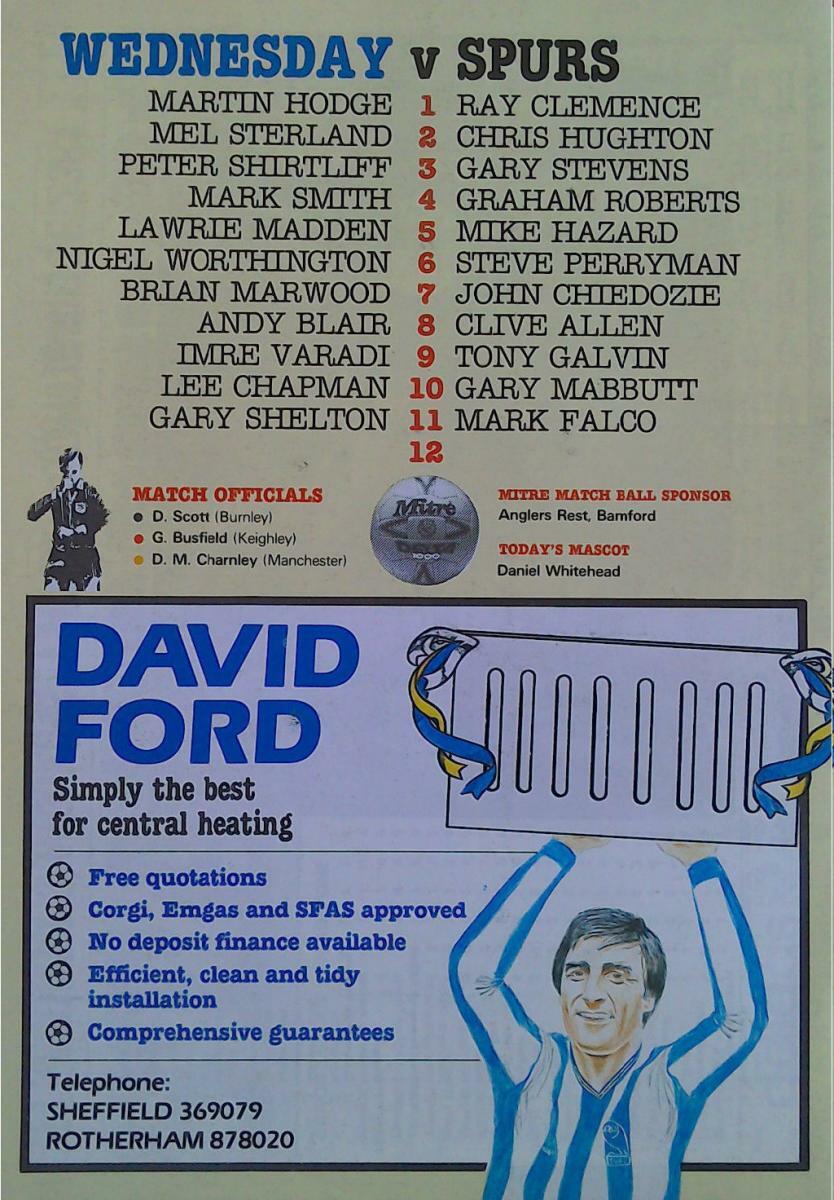 WEDNESDAY v SPURS
MARTIN HODGE 1 RAY CLEMENCE
MEL STERLAND 2 CHRIS HUGHTON
PETER SHIRTLIFF 3 GARY STEVENS
MARK SMITH 4 GRAHAM ROBERTS
LAWRIE MADDEN 5 MIKE HAZARD
NIGEL WORTHINGTON 6 STEVE PERRYMAN
BRIAN MARWOOD 7 JOHN CHIEDOZIE
ANDY BLAIR 8 CLIVE ALLEN
IMRE VARADI 9 TONY GALVIN
LEE CHAPMAN 10 GARY MABBUTT
GARY SHELTON 11 MARK FALCO
12
MATCH OFFICIALS
D. Scott (Burnley)
G. Busfield (Keighley)
D. M. Charnley (Manchester)
Mitre
1000
MITRE MATCH BALL SPONSOR
Anglers Rest, Bamford
TODAY'S MASCOT
Daniel Whitehead
DAVID
FORD
Simply the best
for central heating
Free quotations
Corgi, Emgas and SFAS approved
No deposit finance available
Efficient, clean and tidy
installation
Comprehensive guarantees
Telephone:
SHEFFIELD 369079
ROTHERHAM 878020